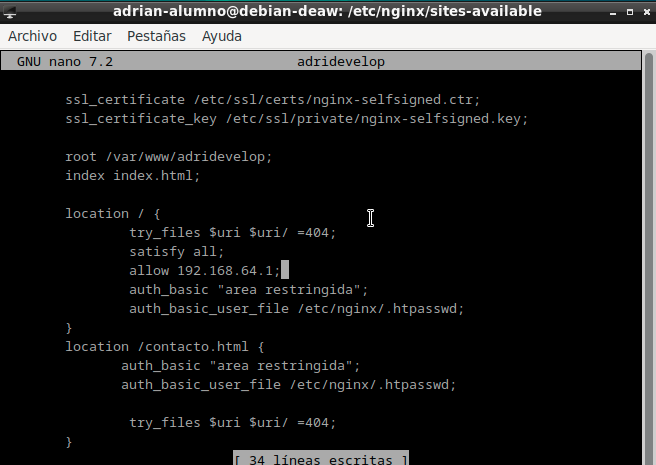 adrian-alumno@debian-deaw: /etc/nginx/sites-available
Archivo Editar Pestañas Ayuda
GNU nano 7.2 adridevelop
ssl_certificate /etc/ssl/certs/nginx-selfsigned.ctr;
ssl_certificate_key /etc/ssl/private/nginx-selfsigned.key;
root /var/www/adridevelop;
index index.html;
location / {
try_files $uri $uri/ =404;
satisfy all;
allow 192.168.64.1;
auth_basic "area restringida";
auth_basic_user_file /etc/nginx/.htpasswd;
}
location /contacto.html {
auth_basic "area restringida";
auth_basic_user_file /etc/nginx/.htpasswd;
try_files $uri $uri/ =404;
}
[ 34 líneas escritas ]